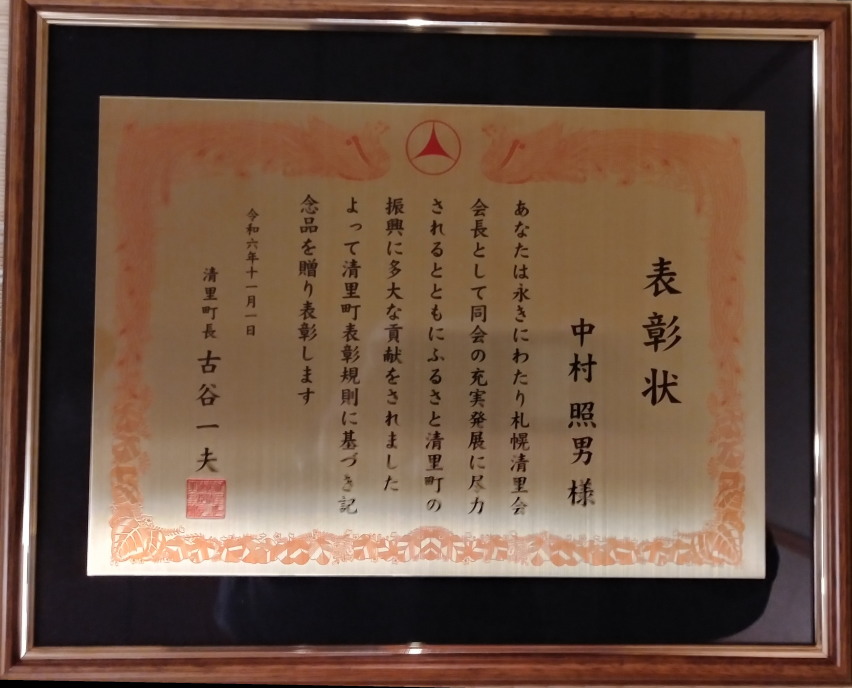 表彰状
中村照男様
あなたは永きにわたり札幌清里会
会長として同会の充実発展に尽力
されるとともにふるさと清里町の
振興に多大な貢献をされました
よって清里町表彰規則に基づき記
念品を贈り表彰します
令和六年十一月一日
清里町長 古谷一夫